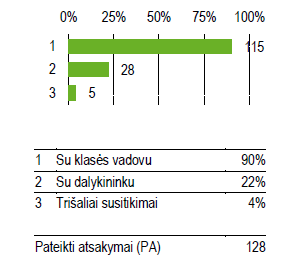 0% 25% 50% 75% 100%
1 115
2 28
3 5
1 Su klasės vadovu 90%
2 Su dalykininku 22%
3 Trišaliai susitikimai 4%
Pateikti atsakymai (PA) 128